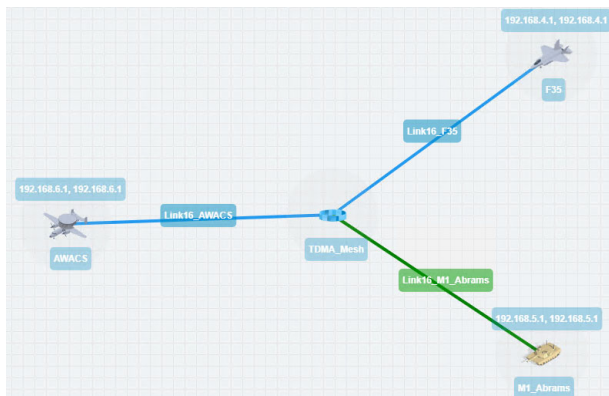 192.168.4.1, 192.168.4.1
F35
Link16_F35
192.168.6.1, 192.168.6.1
Link16_AWACS
AWACS
TDMA_Mesh
Link16_M1_Abrams
192.168.5.1, 192.168.5.1
M1_Abrams